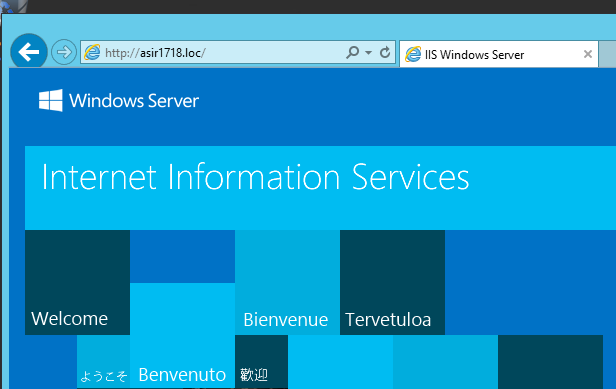 http://asir1718.loc/
IIS Windows Server
Windows Server
Internet Information Services
Welcome
Bienvenue
Tervetuloa
ようこそ
Benvenuto
歡迎